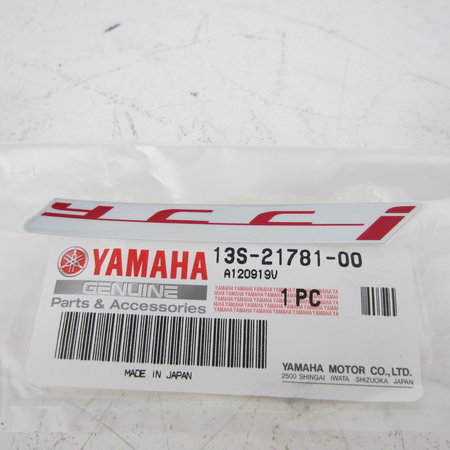 YCCi
YAMAHA
GENUINE
Parts & Accessories
13S-21781-00
A120919V
1 PC
MADE IN JAPAN
YAMAHA MOTOR CO.,LTD.
2500 SHINGAI IWATA SHIZUOKA JAPAN